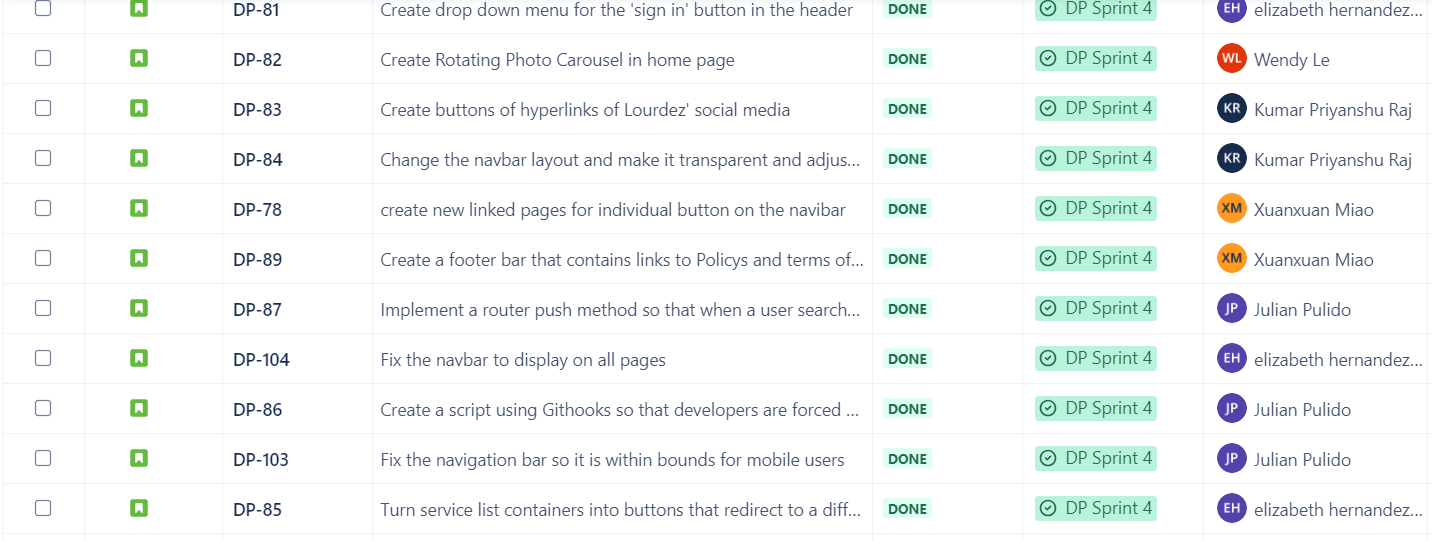 DP-81 Create drop down menu for the 'sign in' button in the header DONE DP Sprint 4 EH elizabeth hernandez...
DP-82 Create Rotating Photo Carousel in home page DONE DP Sprint 4 WL Wendy Le
DP-83 Create buttons of hyperlinks of Lourdez' social media DONE DP Sprint 4 KR Kumar Priyanshu Raj
DP-84 Change the navbar layout and make it transparent and adjus... DONE DP Sprint 4 KR Kumar Priyanshu Raj
DP-78 create new linked pages for individual button on the navibar DONE DP Sprint 4 XM Xuanxuan Miao
DP-89 Create a footer bar that contains links to Policys and terms of... DONE DP Sprint 4 XM Xuanxuan Miao
DP-87 Implement a router push method so that when a user search... DONE DP Sprint 4 JP Julian Pulido
DP-104 Fix the navbar to display on all pages DONE DP Sprint 4 EH elizabeth hernandez...
DP-86 Create a script using Githooks so that developers are forced ... DONE DP Sprint 4 JP Julian Pulido
DP-103 Fix the navigation bar so it is within bounds for mobile users DONE DP Sprint 4 JP Julian Pulido
DP-85 Turn service list containers into buttons that redirect to a diff... DONE DP Sprint 4 EH elizabeth hernandez...